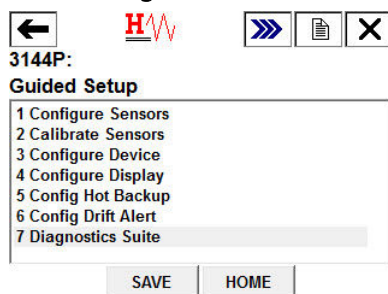 H
3144P:
Guided Setup
1 Configure Sensors
2 Calibrate Sensors
3 Configure Device
4 Configure Display
5 Config Hot Backup
6 Config Drift Alert
7 Diagnostics Suite
SAVE HOME